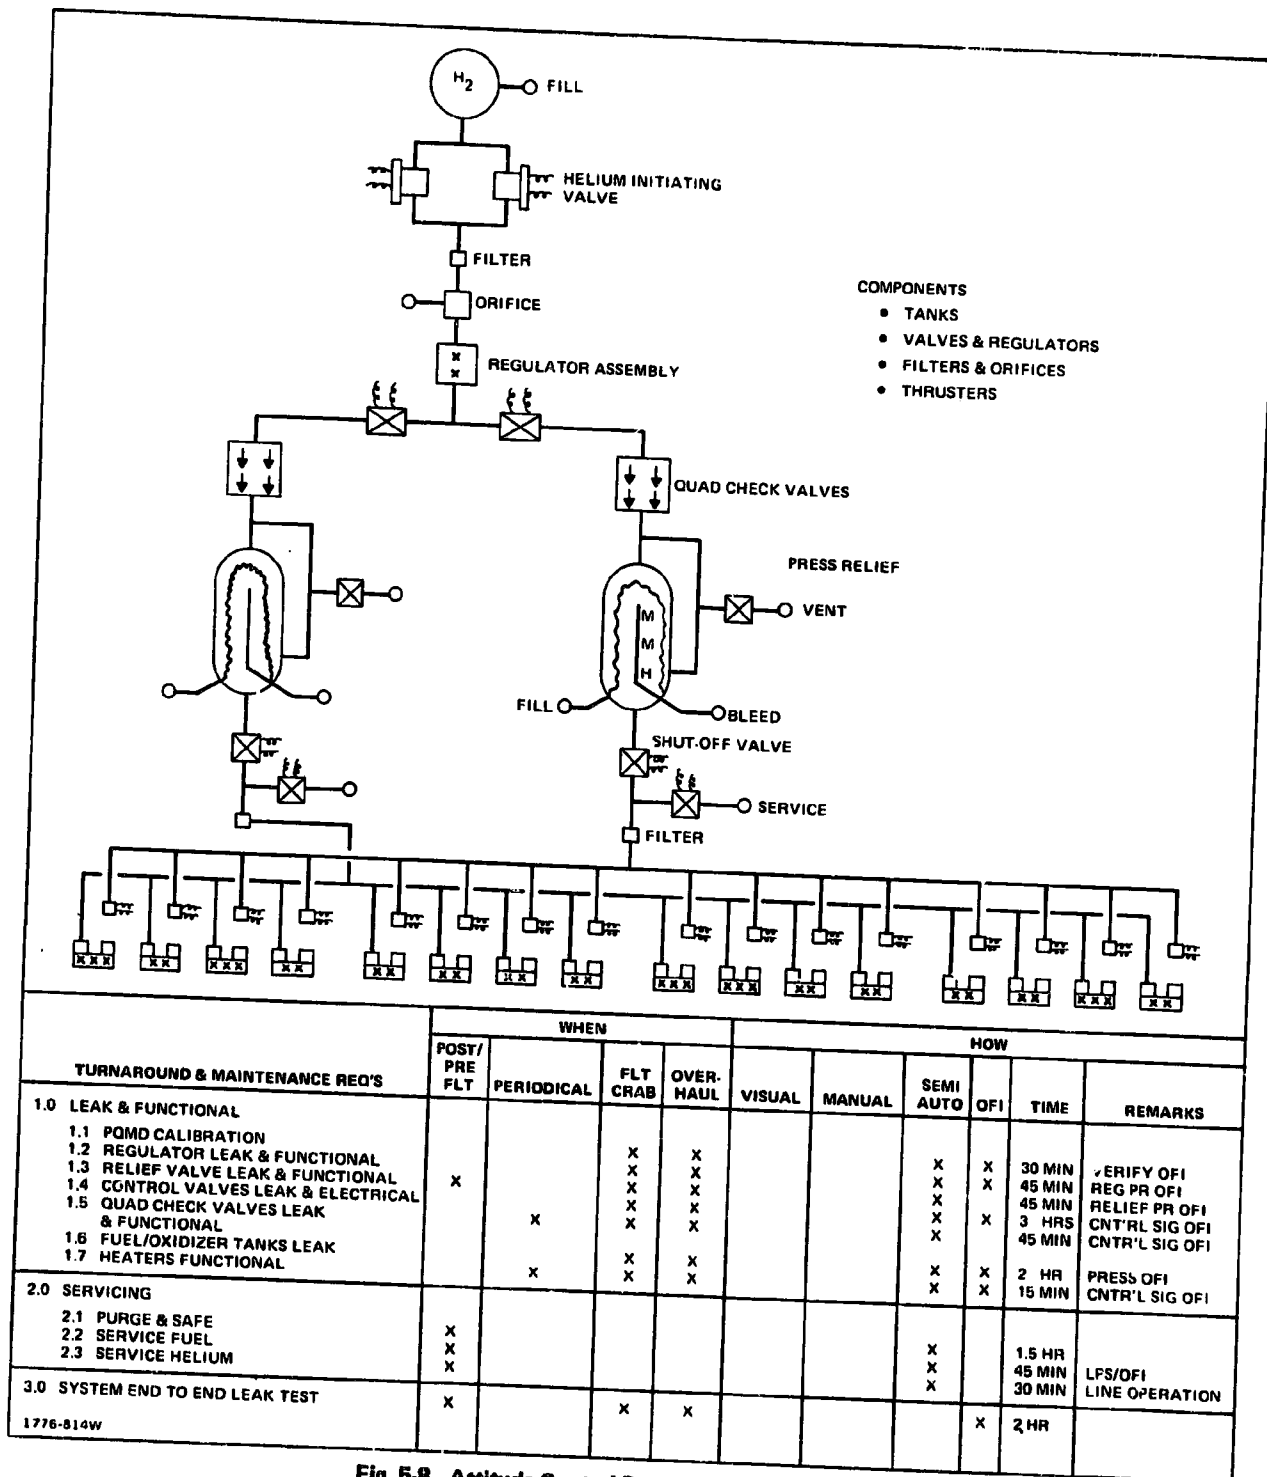 H2
FILL
HELIUM INITIATING
VALVE
FILTER
ORIFICE
COMPONENTS
• TANKS
• VALVES & REGULATORS
• FILTERS & ORIFICES
• THRUSTERS
REGULATOR ASSEMBLY
QUAD CHECK VALVES
PRESS RELIEF
VENT
M
M
H
FILL
BLEED
SHUT-OFF VALVE
SERVICE
FILTER
WHEN HOW
TURNAROUND & MAINTENANCE REQ'S POST/ PRE FLT PERIODICAL FLT CRAB OVER-HAUL VISUAL MANUAL SEMI AUTO OFI TIME REMARKS
1.0 LEAK & FUNCTIONAL
1.1 PQMD CALIBRATION X X X X 30 MIN VERIFY OFI
1.2 REGULATOR LEAK & FUNCTIONAL X X X X 45 MIN REG PR OFI
1.3 RELIEF VALVE LEAK & FUNCTIONAL X X X X 45 MIN RELIEF PR OFI
1.4 CONTROL VALVES LEAK & ELECTRICAL X X X X 3 HRS CNT'RL SIG OFI
1.5 QUAD CHECK VALVES LEAK
& FUNCTIONAL X X X X 45 MIN CNTR'L SIG OFI
1.6 FUEL/OXIDIZER TANKS LEAK X X X X 2 HR PRESS OFI
1.7 HEATERS FUNCTIONAL X X X X X 15 MIN CNTR'L SIG OFI
2.0 SERVICING
2.1 PURGE & SAFE X X 1.5 HR
2.2 SERVICE FUEL X X 45 MIN LPS/OFI
2.3 SERVICE HELIUM X X 30 MIN LINE OPERATION
3.0 SYSTEM END TO END LEAK TEST X X X X 2 HR
1776-814W
Fig. 5-8 Attitude